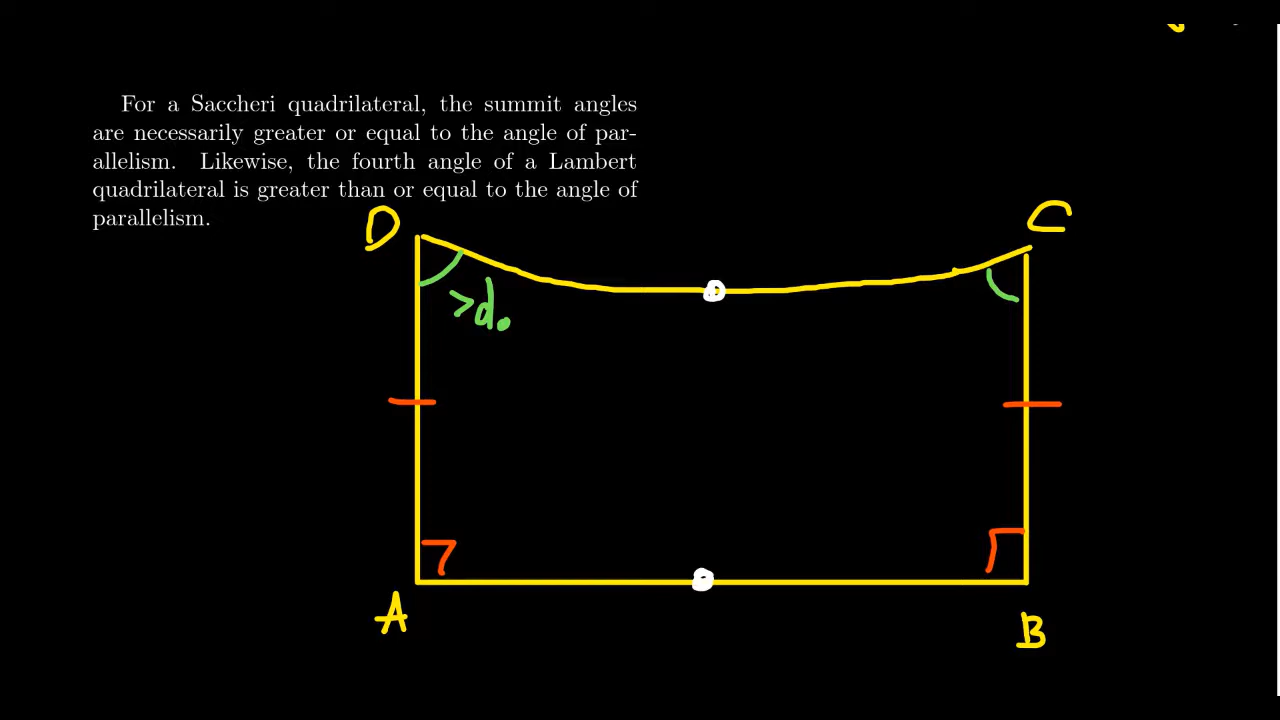 For a Saccheri quadrilateral, the summit angles
are necessarily greater or equal to the angle of par-
allelism. Likewise, the fourth angle of a Lambert
quadrilateral is greater than or equal to the angle of
parallelism.
D
C
>d₀
A
B